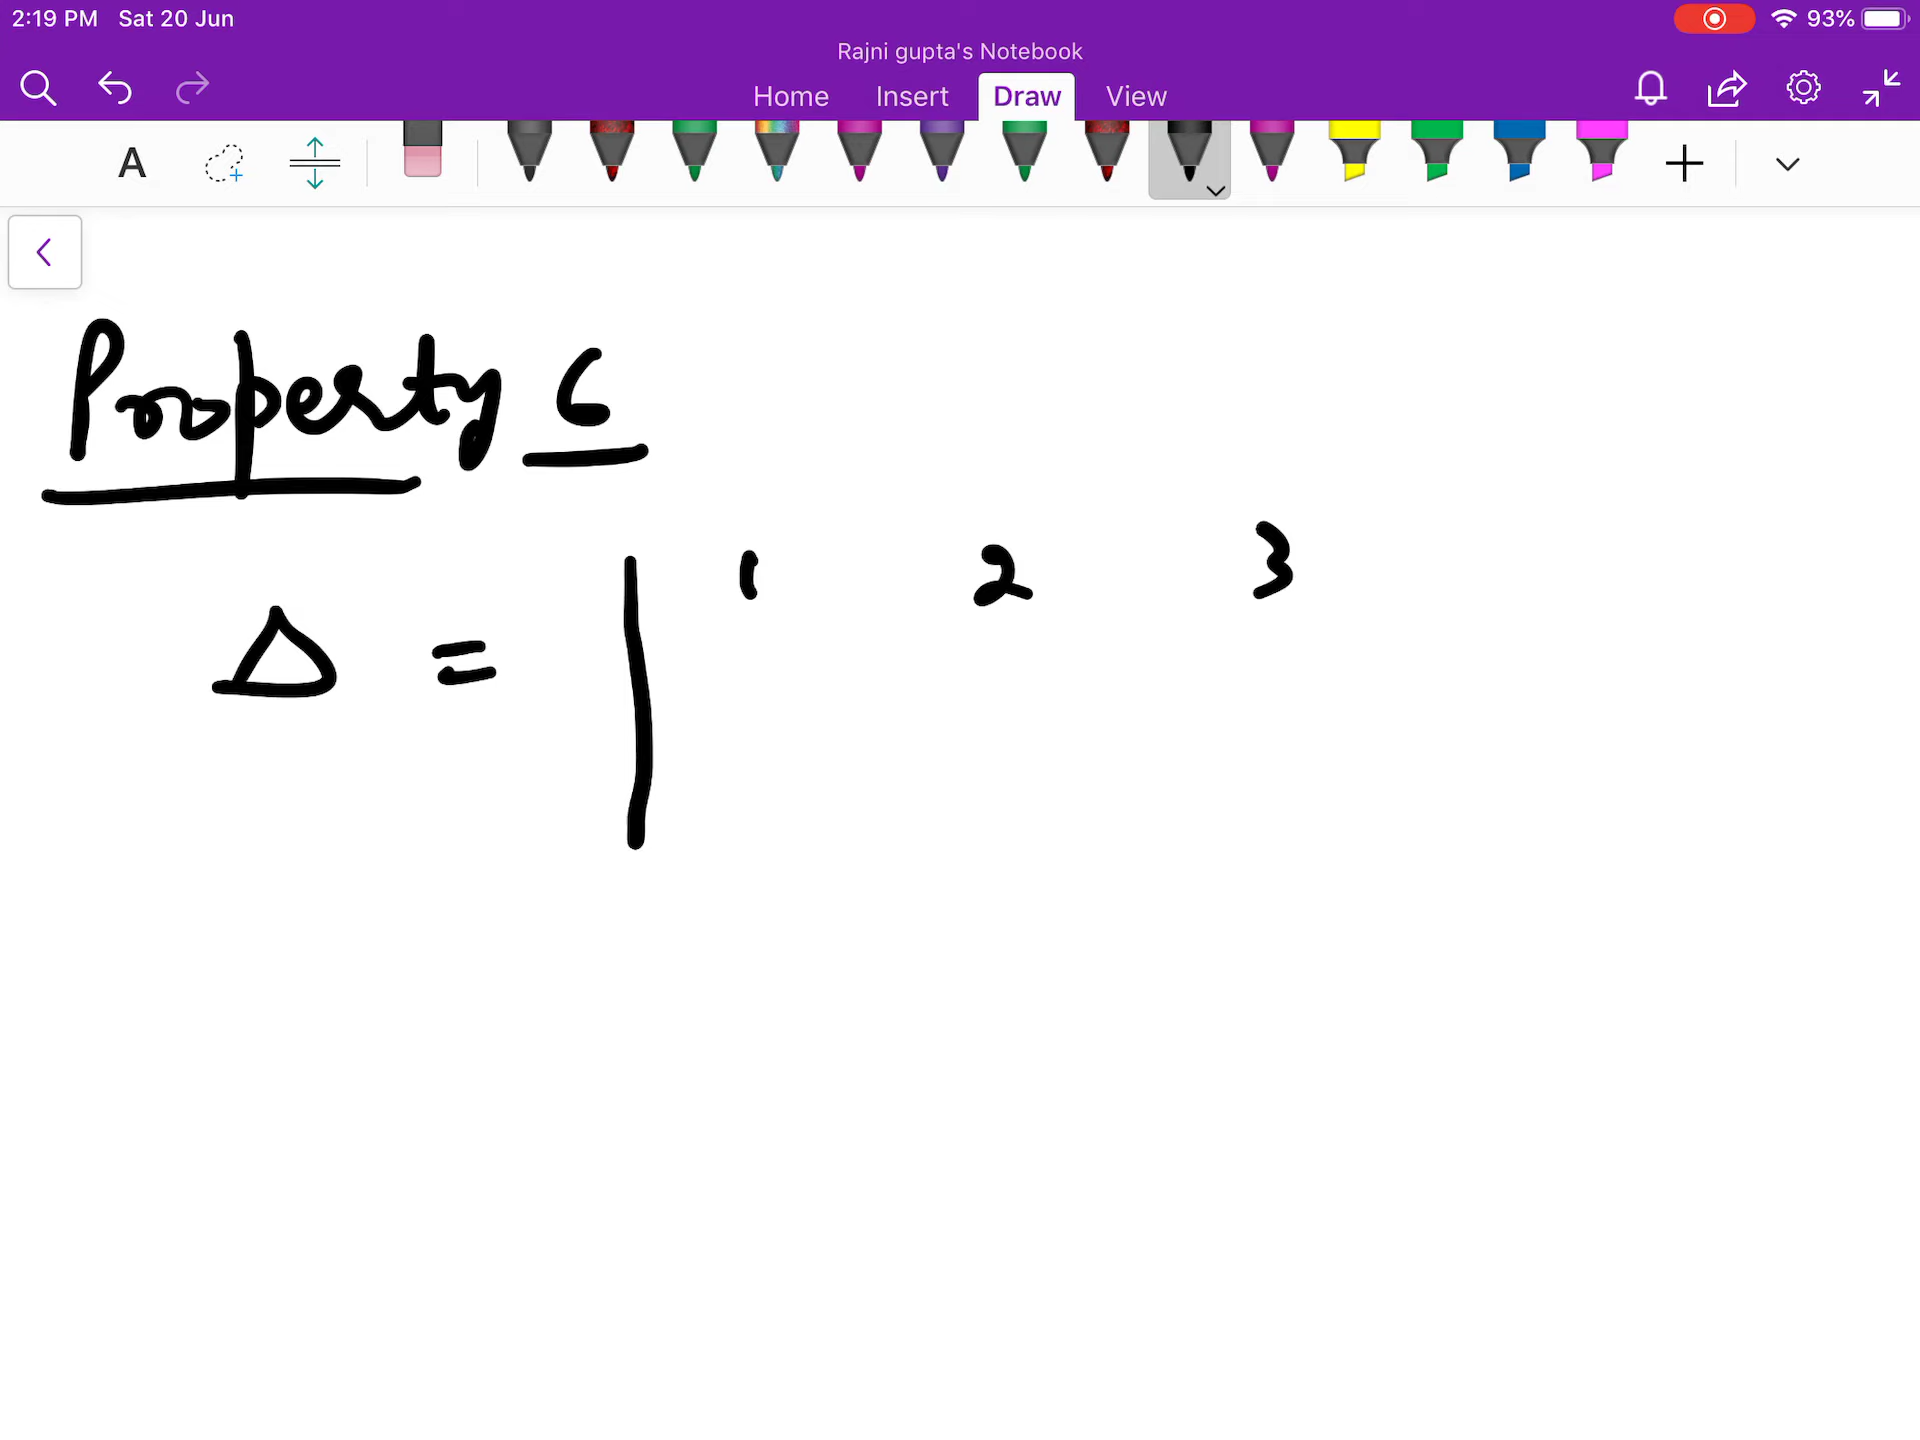 2:19 PM Sat 20 Jun
93%
Rajni gupta's Notebook
Home Insert Draw View
A
Property 6
Δ = | 1 2 3